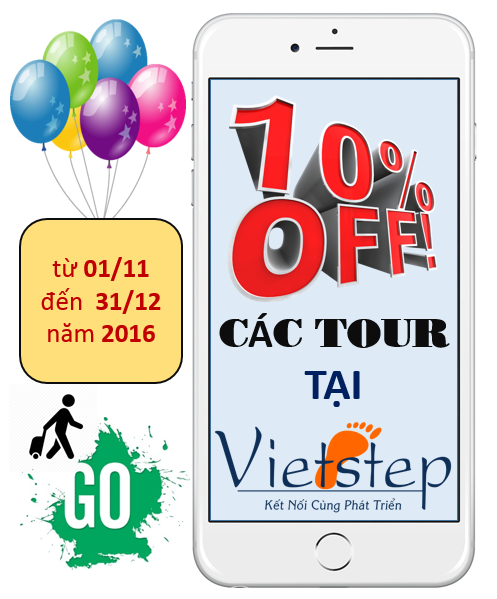 từ 01/11
đến 31/12
năm 2016
GO
10%
OFF!
CÁC TOUR
TẠI
Vietstep
Kết Nối Cùng Phát Triển